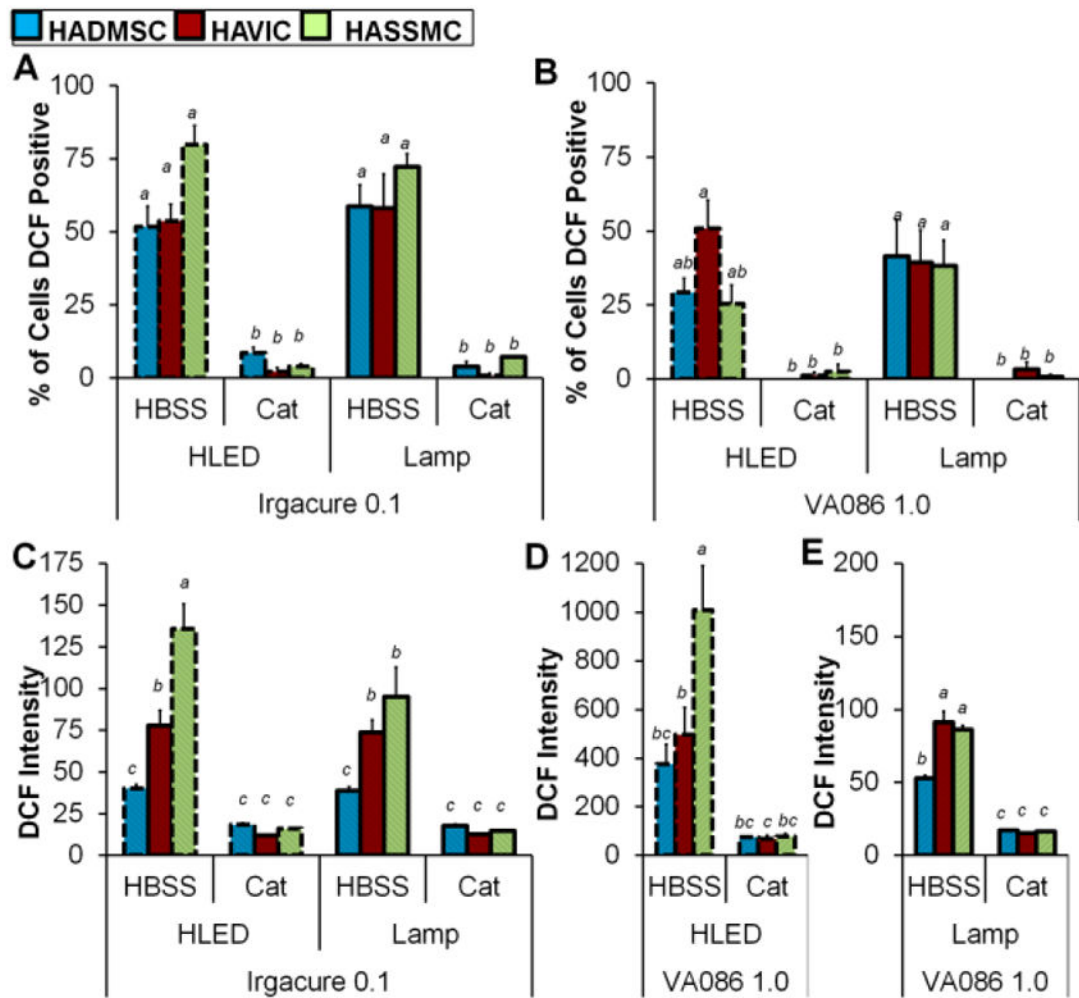 HADMSC HAVIC HASSMC
A
% of Cells DCF Positive
100
75
50
25
0
a a a
b b b
a a a
b b b
HBSS Cat HBSS Cat
HLED Lamp
Irgacure 0.1
B
% of Cells DCF Positive
100
75
50
25
0
ab a ab
b b b
a a a
b b b
HBSS Cat HBSS Cat
HLED Lamp
VA086 1.0
C
DCF Intensity
175
150
125
100
75
50
25
0
c b a
c c c
c b b
c c c
HBSS Cat HBSS Cat
HLED Lamp
Irgacure 0.1
D
DCF Intensity
1200
1000
800
600
400
200
0
bc b a
bc c bc
HBSS Cat
HLED
VA086 1.0
E
DCF Intensity
200
150
100
50
0
b a a
c c c
HBSS Cat
Lamp
VA086 1.0